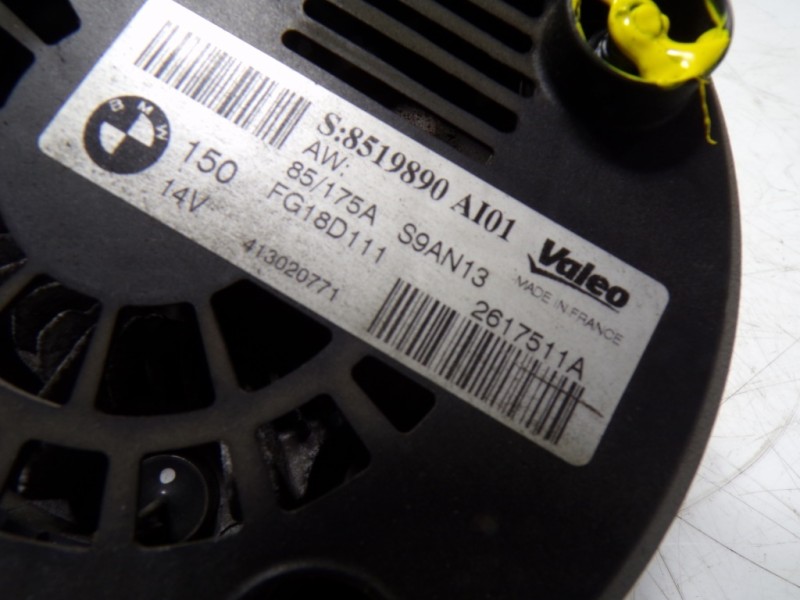 BMW
S:8519890 AI01
AW:
150 85/175A S9AN13
14V FG18D111
413020771
Valeo
MADE IN FRANCE
2617511A